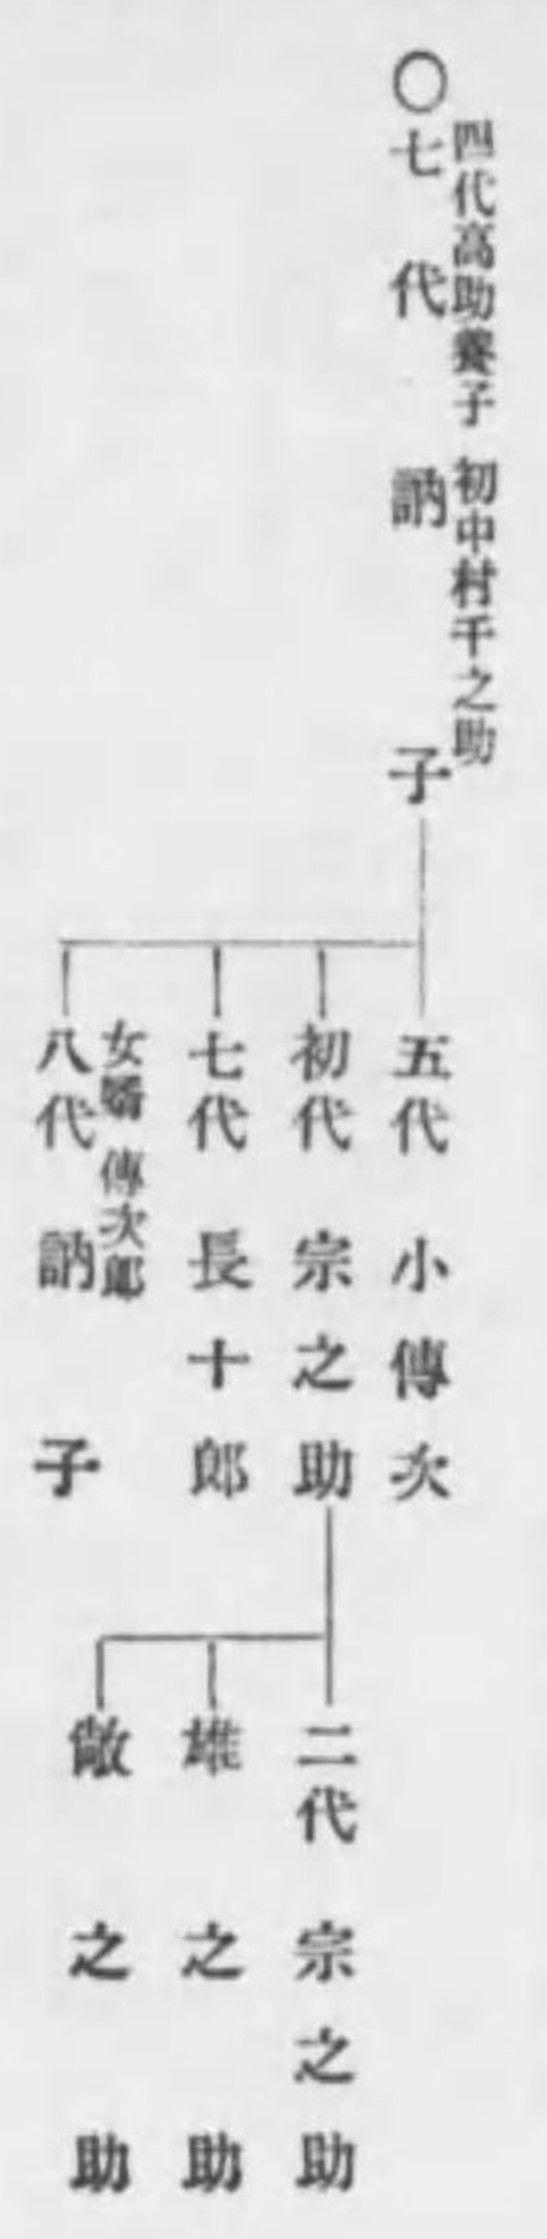 四代高助養子 初中村千之助
〇七代 訥子
五代 小傳次
初代 宗之助
七代 長十郎
女婿 傳次郎
八代 訥子
二代 宗之助
雄之助
敞之助